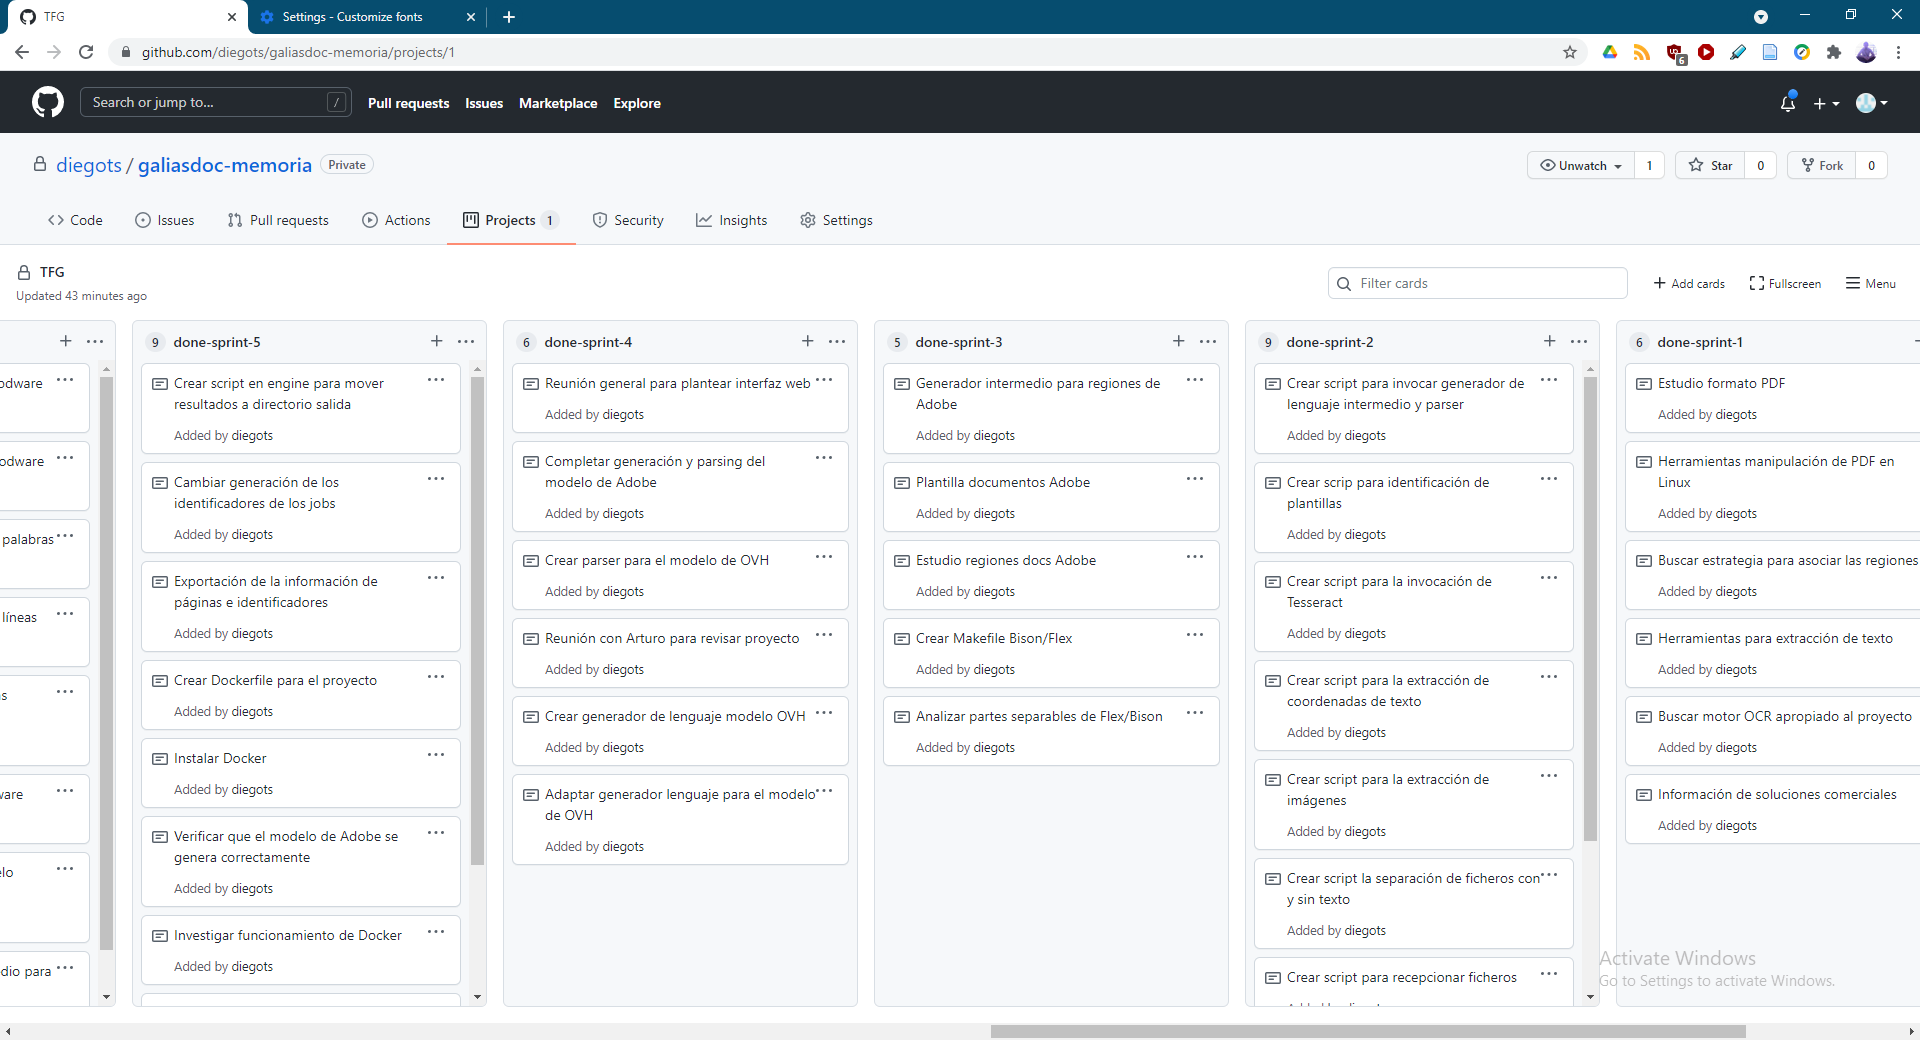 TFG
Settings - Customize fonts
github.com/diegots/galiasdoc-memoria/projects/1
6
Search or jump to...
/
Pull requests
Issues
Marketplace
Explore
diegots / galiasdoc-memoria
Private
Unwatch
1
Star
0
Fork
0
Code
Issues
Pull requests
Actions
Projects
1
Security
Insights
Settings
TFG
Updated 43 minutes ago
Filter cards
Add cards
Fullscreen
Menu
palabras
líneas
dio para
9
done-sprint-5
Crear script en engine para mover
resultados a directorio salida
Added by diegots
Cambiar generación de los
identificadores de los jobs
Added by diegots
Exportación de la información de
páginas e identificadores
Added by diegots
Crear Dockerfile para el proyecto
Added by diegots
Instalar Docker
Added by diegots
Verificar que el modelo de Adobe se
genera correctamente
Added by diegots
Investigar funcionamiento de Docker
Added by diegots
6
done-sprint-4
Reunión general para plantear interfaz web
Added by diegots
Completar generación y parsing del
modelo de Adobe
Added by diegots
Crear parser para el modelo de OVH
Added by diegots
Reunión con Arturo para revisar proyecto
Added by diegots
Crear generador de lenguaje modelo OVH
Added by diegots
Adaptar generador lenguaje para el modelo
de OVH
Added by diegots
5
done-sprint-3
Generador intermedio para regiones de
Adobe
Added by diegots
Plantilla documentos Adobe
Added by diegots
Estudio regiones docs Adobe
Added by diegots
Crear Makefile Bison/Flex
Added by diegots
Analizar partes separables de Flex/Bison
Added by diegots
9
done-sprint-2
Crear script para invocar generador de
lenguaje intermedio y parser
Added by diegots
Crear scrip para identificación de
plantillas
Added by diegots
Crear script para la invocación de
Tesseract
Added by diegots
Crear script para la extracción de
coordenadas de texto
Added by diegots
Crear script para la extracción de
imágenes
Added by diegots
Crear script la separación de ficheros con
y sin texto
Added by diegots
Crear script para recepcionar ficheros
6
done-sprint-1
Estudio formato PDF
Added by diegots
Herramientas manipulación de PDF en
Linux
Added by diegots
Buscar estrategia para asociar las regiones
Added by diegots
Herramientas para extracción de texto
Added by diegots
Buscar motor OCR apropiado al proyecto
Added by diegots
Información de soluciones comerciales
Added by diegots
Activate Windows
Go to Settings to activate Windows.